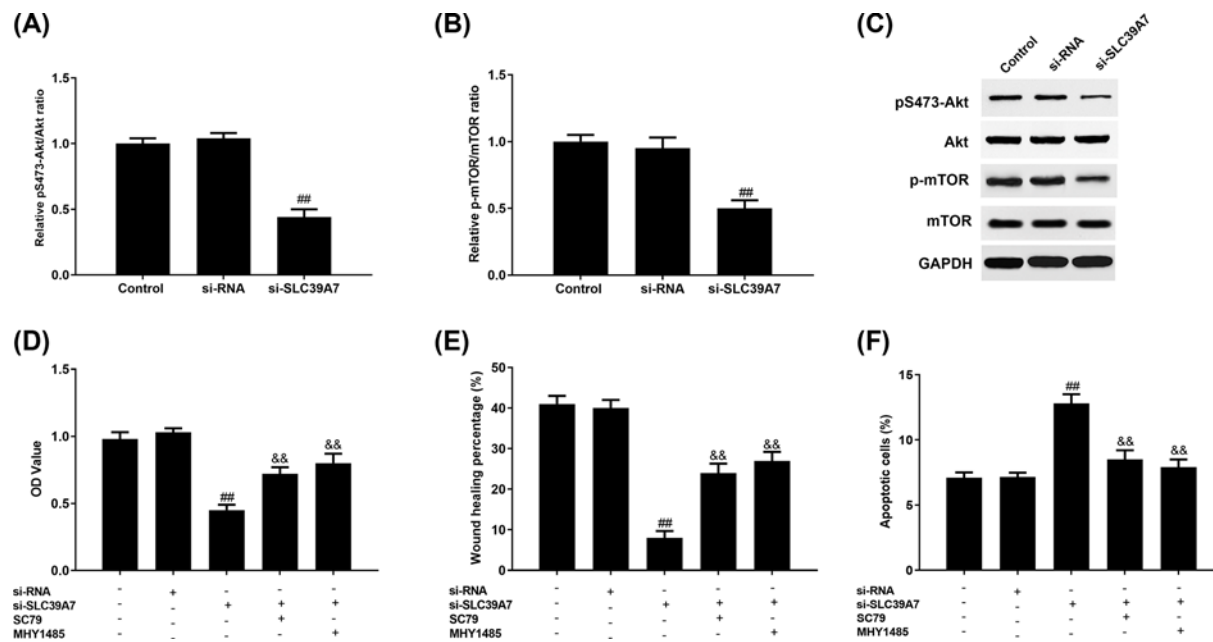 (A)
Relative pS473-Akt/Akt ratio
1.5
1.0
0.5
0.0
##
Control si-RNA si-SLC39A7
(B)
Relative p-mTOR/mTOR ratio
1.5
1.0
0.5
0.0
##
Control si-RNA si-SLC39A7
(C)
Control si-RNA si-SLC39A7
pS473-Akt
Akt
p-mTOR
mTOR
GAPDH
(D)
OD Value
1.5
1.0
0.5
0.0
## && &&
si-RNA - + - - -
si-SLC39A7 - - + + +
SC79 - - - + -
MHY1485 - - - - +
(E)
Wound healing percentage (%)
50
40
30
20
10
0
## && &&
si-RNA - + - - -
si-SLC39A7 - - + + +
SC79 - - - + -
MHY1485 - - - - +
(F)
Apoptotic cells (%)
15
10
5
0
## && &&
si-RNA - + - - -
si-SLC39A7 - - + + +
SC79 - - - + -
MHY1485 - - - - +